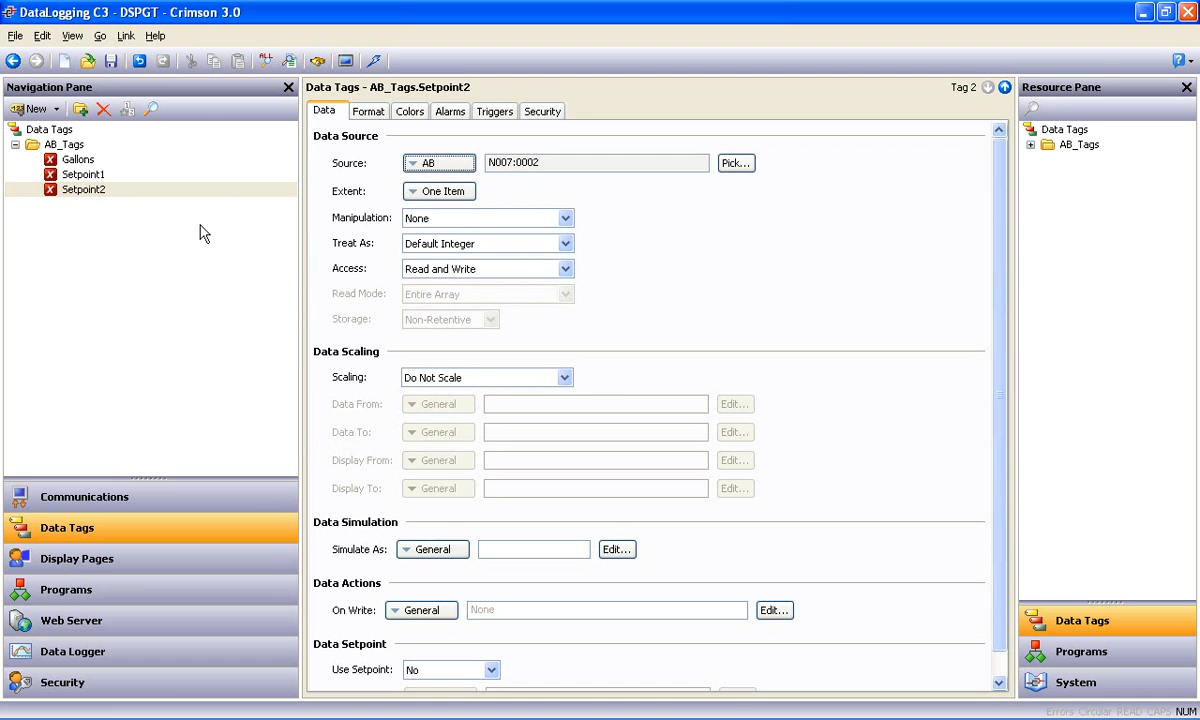 DataLogging C3 - DSPGT - Crimson 3.0
File Edit View Go Link Help
Navigation Pane
Data Tags - AB_Tags.Setpoint2
Tag 2
Resource Pane
New
Data Tags
AB_Tags
Gallons
Setpoint1
Setpoint2
Communications
Data Tags
Display Pages
Programs
Web Server
Data Logger
Security
Data Format Colors Alarms Triggers Security
Data Source
Source: AB N007:0002 Pick...
Extent: One Item
Manipulation: None
Treat As: Default Integer
Access: Read and Write
Read Mode: Entire Array
Storage: Non-Retentive
Data Scaling
Scaling: Do Not Scale
Data From: General Edit...
Data To: General Edit...
Display From: General Edit...
Display To: General Edit...
Data Simulation
Simulate As: General Edit...
Data Actions
On Write: General None Edit...
Data Setpoint
Use Setpoint: No
Data Tags
AB_Tags
Data Tags
Programs
System
Errors Circular READ CAPS NUM